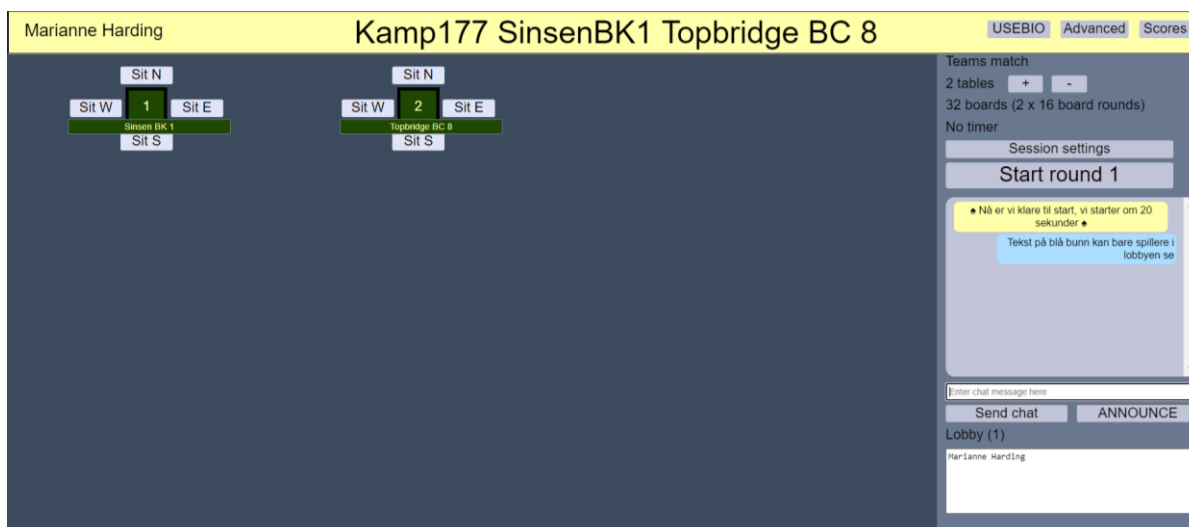 Marianne Harding
Kamp177 SinsenBK1 Topbridge BC 8
USEBIO Advanced Scores
Sit N
Sit W 1 Sit E
Sinsen BK 1
Sit S
Sit N
Sit W 2 Sit E
Topbridge BC 8
Sit S
Teams match
2 tables + -
32 boards (2 x 16 board rounds)
No timer
Session settings
Start round 1
♠ Nå er vi klare til start, vi starter om 20
sekunder ♠
Tekst på blå bunn kan bare spillere i
lobbyen se
Enter chat message here
Send chat ANNOUNCE
Lobby (1)
Marianne Harding